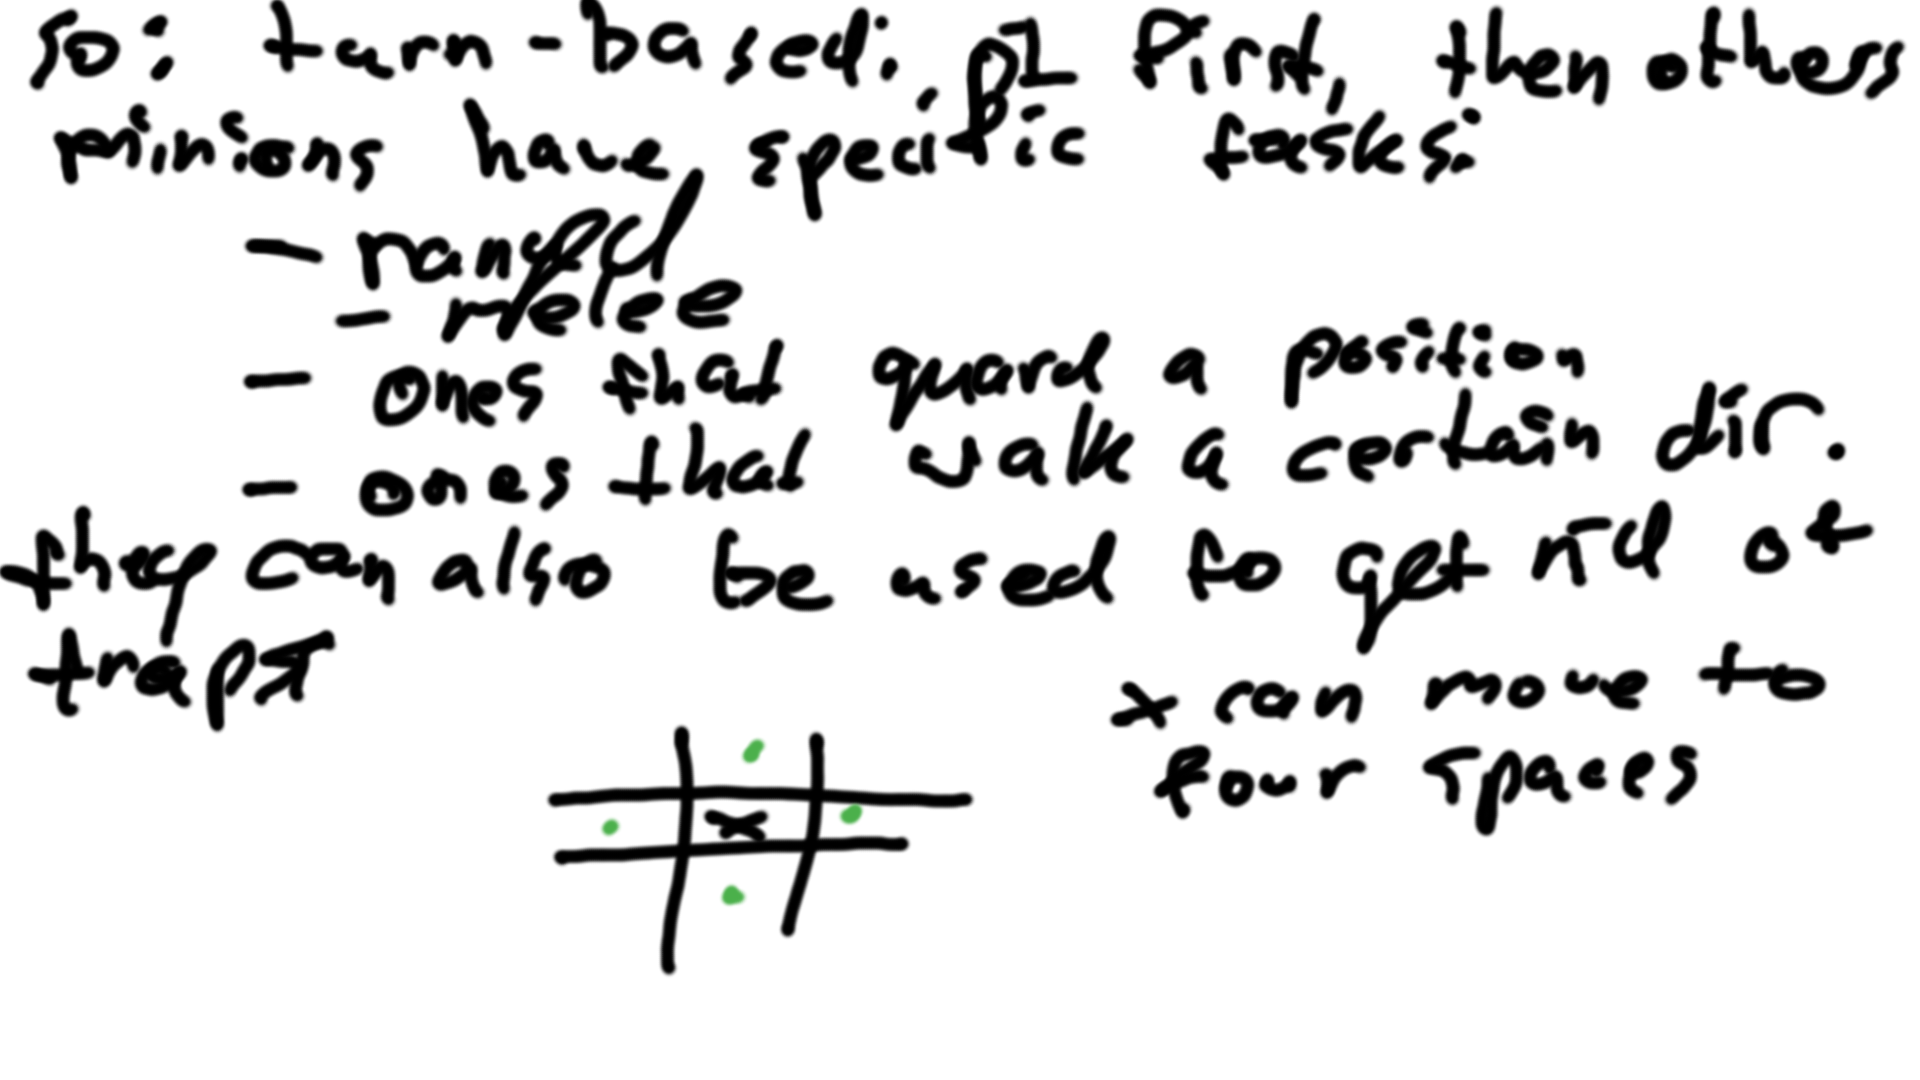 so: turn-based: p1 first, then others
minions have specific tasks:
- ranged
- melee
- ones that guard a position
- ones that walk a certain dir.
they can also be used to get rid of
traps
x can move to
four spaces
x